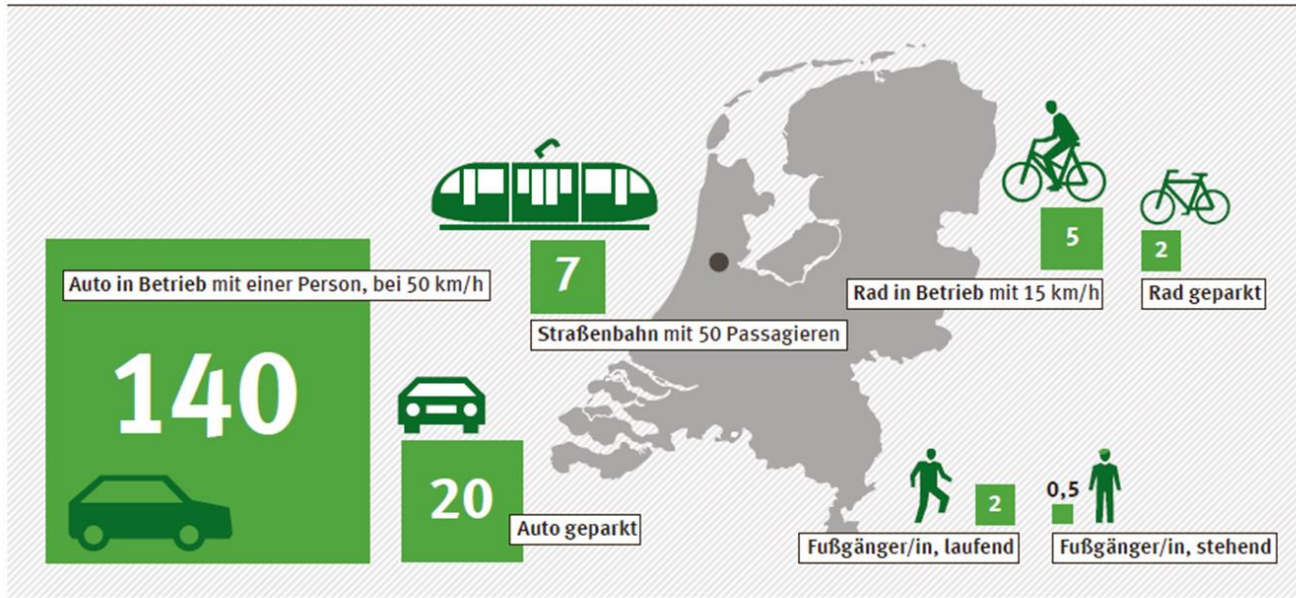 Auto in Betrieb mit einer Person, bei 50 km/h
140
7
Straßenbahn mit 50 Passagieren
20
Auto geparkt
5
Rad in Betrieb mit 15 km/h
2
Rad geparkt
2
Fußgänger/in, laufend
0,5
Fußgänger/in, stehend